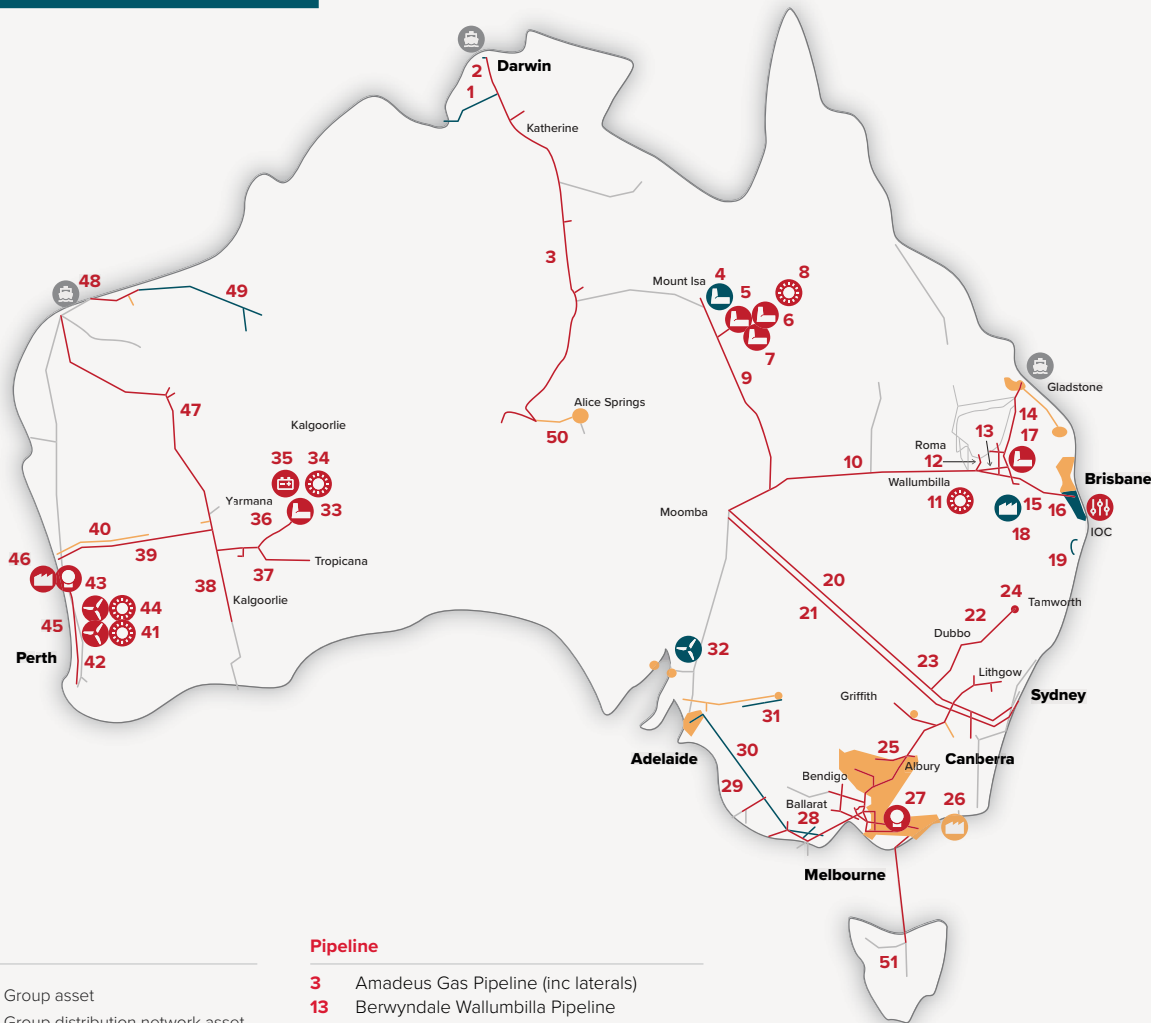 Darwin
2
1
Katherine
3
48
49
Mount Isa
4
8
5
6
7
9
47
Alice Springs
50
Gladstone
14
13
17
Roma
12
10
Wallumbilla
11
15
16
Brisbane
IOC
18
19
Kalgoorlie
35 34
Yarmana
36
33
40
39
37
Tropicana
38
Kalgoorlie
46
43
44
45
41
Perth
42
Moomba
20
21
24
Tamworth
22
Dubbo
23
Lithgow
Griffith
Sydney
32
31
Adelaide
30
29
25
Albury
Canberra
Bendigo
Ballarat
28
27
26
Melbourne
51
Pipeline
3 Amadeus Gas Pipeline (inc laterals)
13 Berwyndale Wallumbilla Pipeline
Group asset
Group distribution network asset